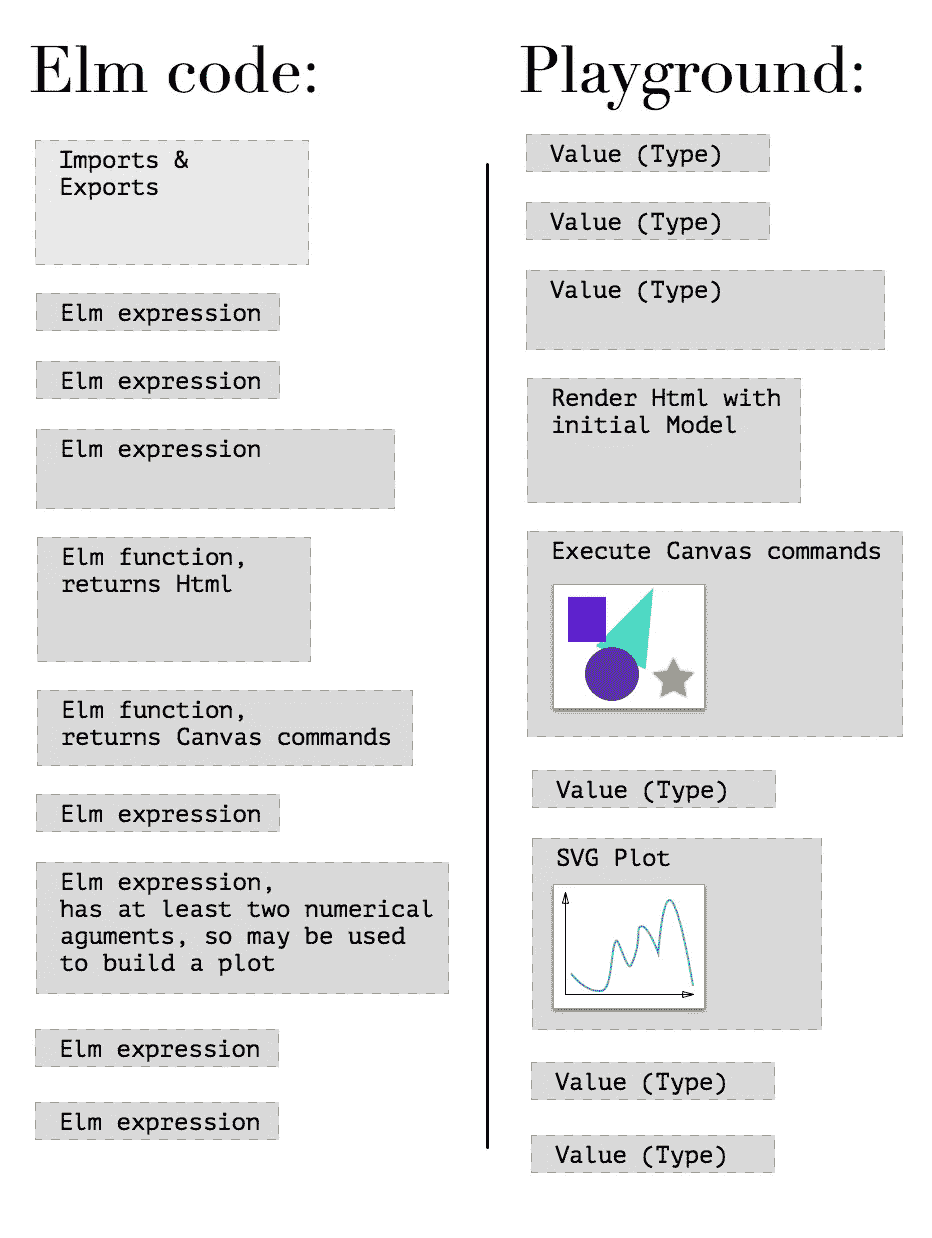 Elm code:
Imports &
Exports
Elm expression
Elm expression
Elm expression
Elm function,
returns Html
Elm function,
returns Canvas commands
Elm expression
Elm expression,
has at least two numerical
aguments, so may be used
to build a plot
Elm expression
Elm expression
Playground:
Value (Type)
Value (Type)
Value (Type)
Render Html with
initial Model
Execute Canvas commands
Value (Type)
SVG Plot
Value (Type)
Value (Type)